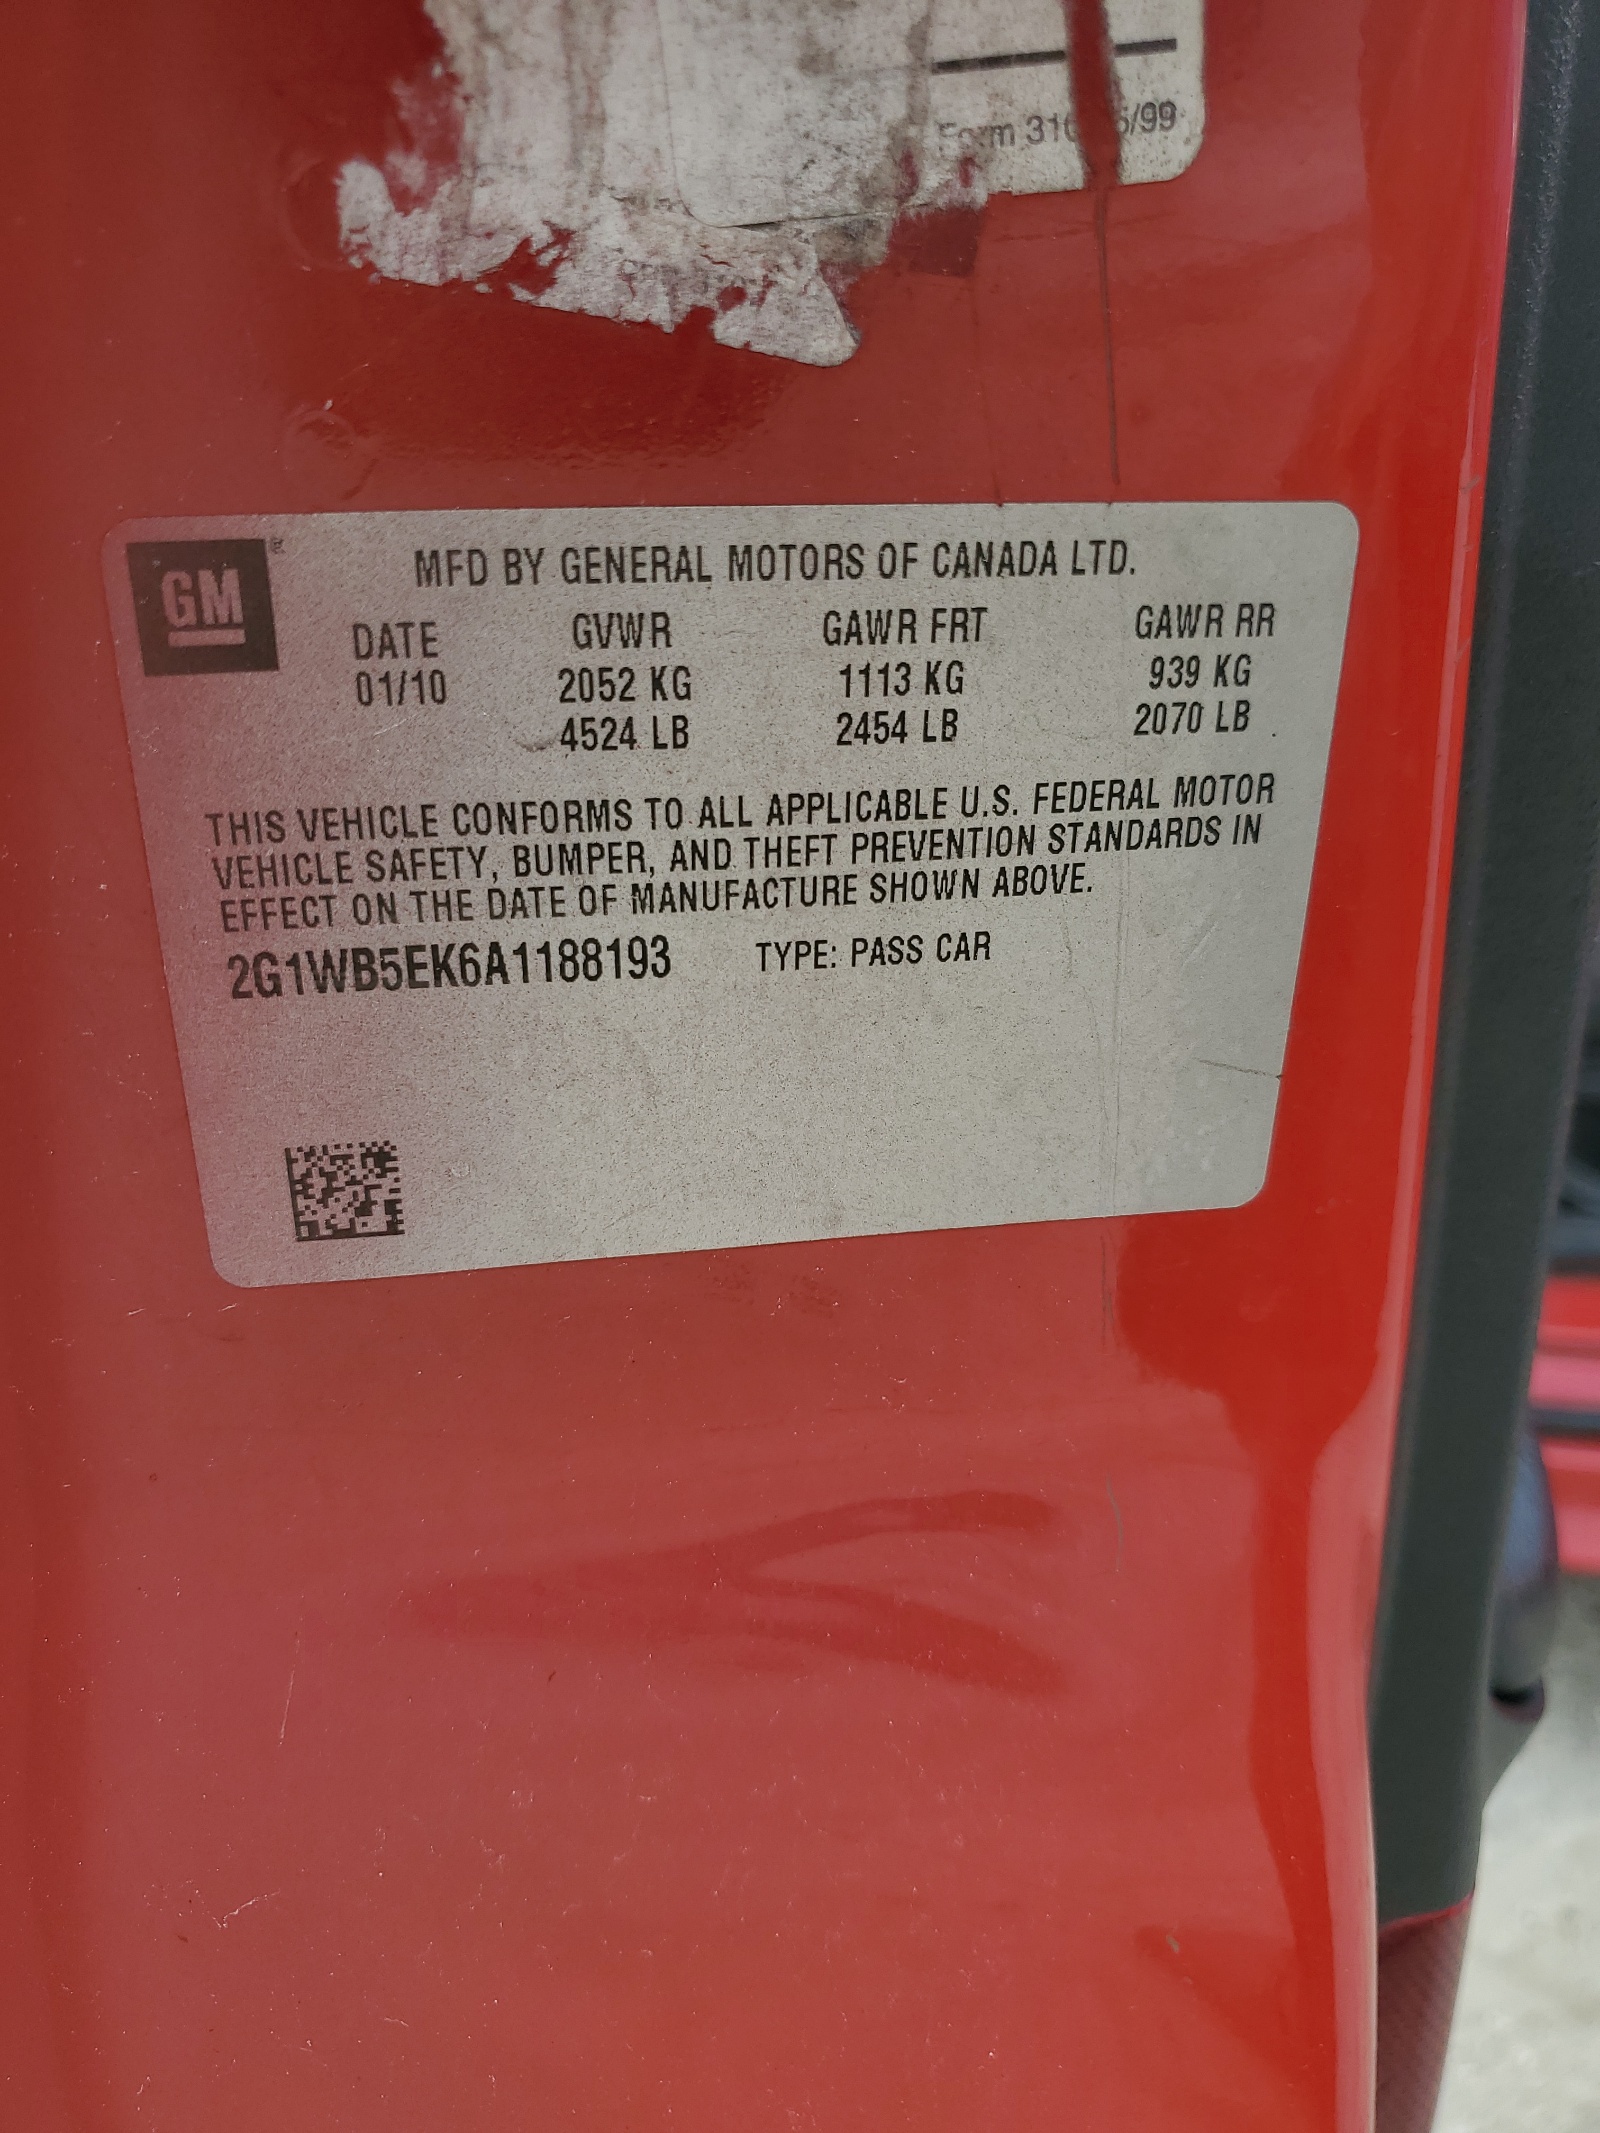 Form
GM
MFD BY GENERAL MOTORS OF CANADA LTD.
DATE GVWR GAWR FRT GAWR RR
01/10 2052 KG 1113 KG 939 KG
4524 LB 2454 LB 2070 LB
THIS VEHICLE CONFORMS TO ALL APPLICABLE U.S. FEDERAL MOTOR
VEHICLE SAFETY, BUMPER, AND THEFT PREVENTION STANDARDS IN
EFFECT ON THE DATE OF MANUFACTURE SHOWN ABOVE.
2G1WB5EK6A1188193 TYPE: PASS CAR